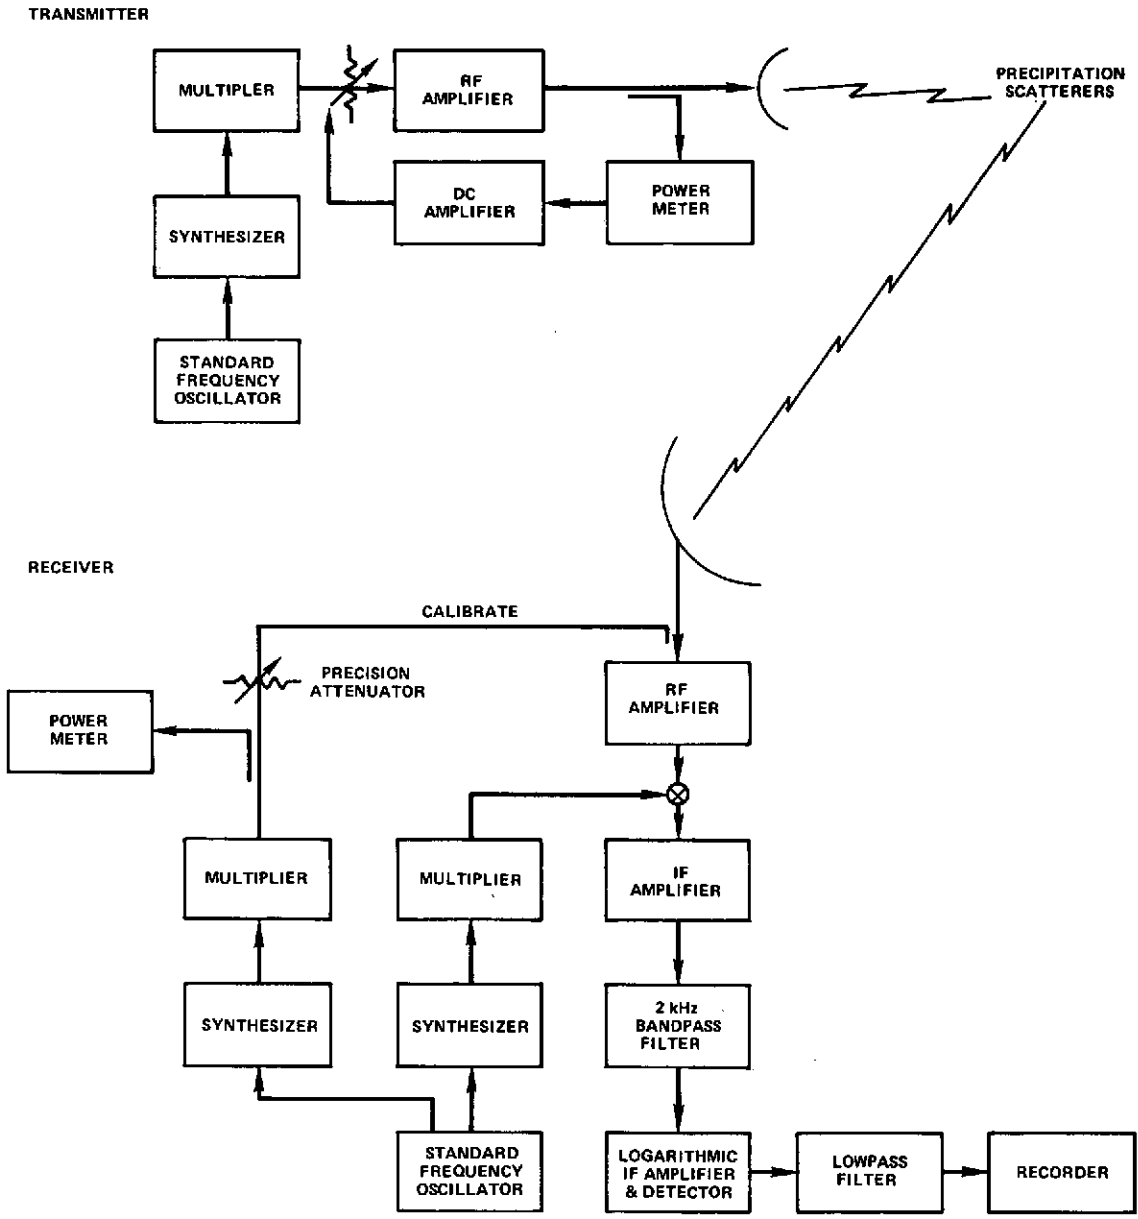 TRANSMITTER
MULTIPLER
RF
AMPLIFIER
PRECIPITATION
SCATTERERS
DC
AMPLIFIER
POWER
METER
SYNTHESIZER
STANDARD
FREQUENCY
OSCILLATOR
RECEIVER
CALIBRATE
PRECISION
ATTENUATOR
POWER
METER
RF
AMPLIFIER
MULTIPLIER
MULTIPLIER
IF
AMPLIFIER
SYNTHESIZER
SYNTHESIZER
2 kHz
BANDPASS
FILTER
STANDARD
FREQUENCY
OSCILLATOR
LOGARITHMIC
IF AMPLIFIER
& DETECTOR
LOWPASS
FILTER
RECORDER